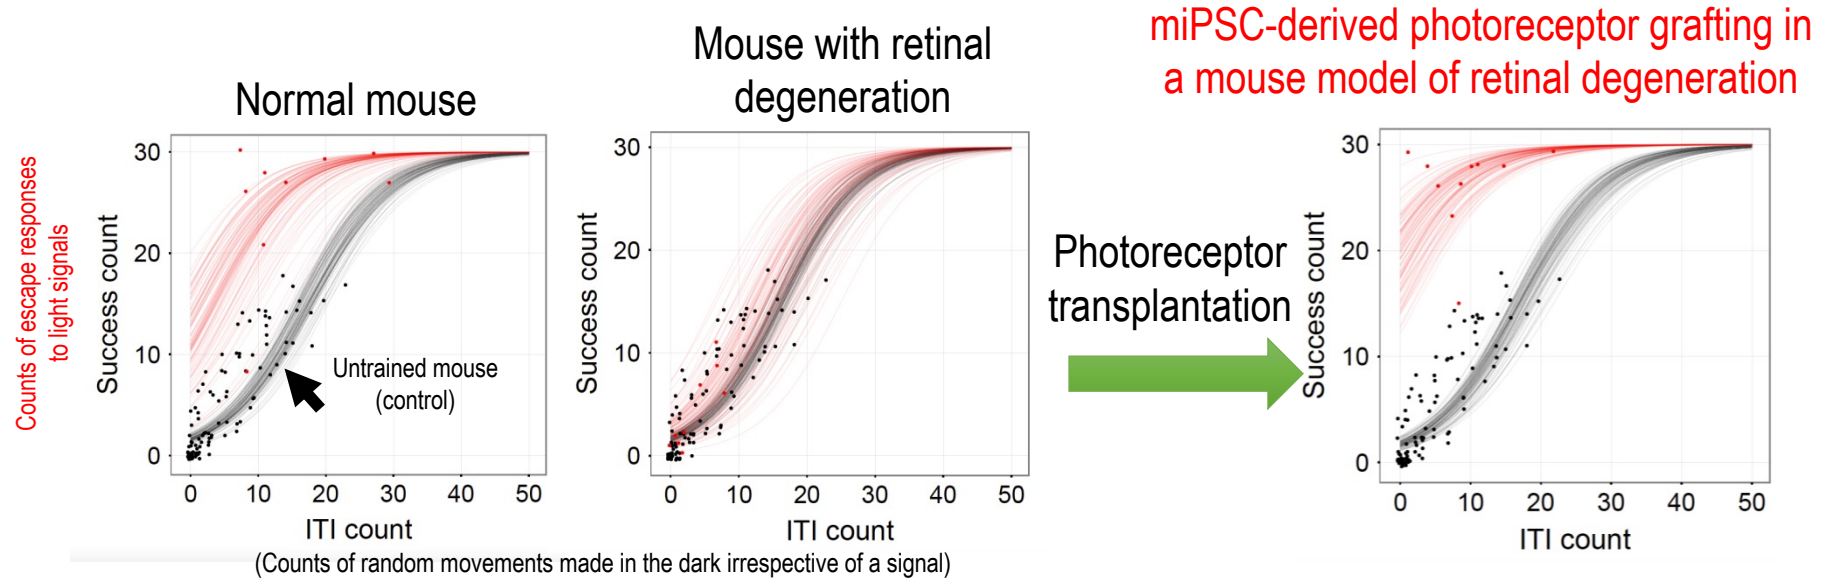 Normal mouse
Counts of escape responses
to light signals
Success count
30
20
10
0
Untrained mouse
(control)
0 10 20 30 40 50
ITI count
Mouse with retinal
degeneration
Success count
30
20
10
0
0 10 20 30 40 50
ITI count
(Counts of random movements made in the dark irrespective of a signal)
Photoreceptor
transplantation
miPSC-derived photoreceptor grafting in
a mouse model of retinal degeneration
Success count
30
20
10
0
0 10 20 30 40 50
ITI count